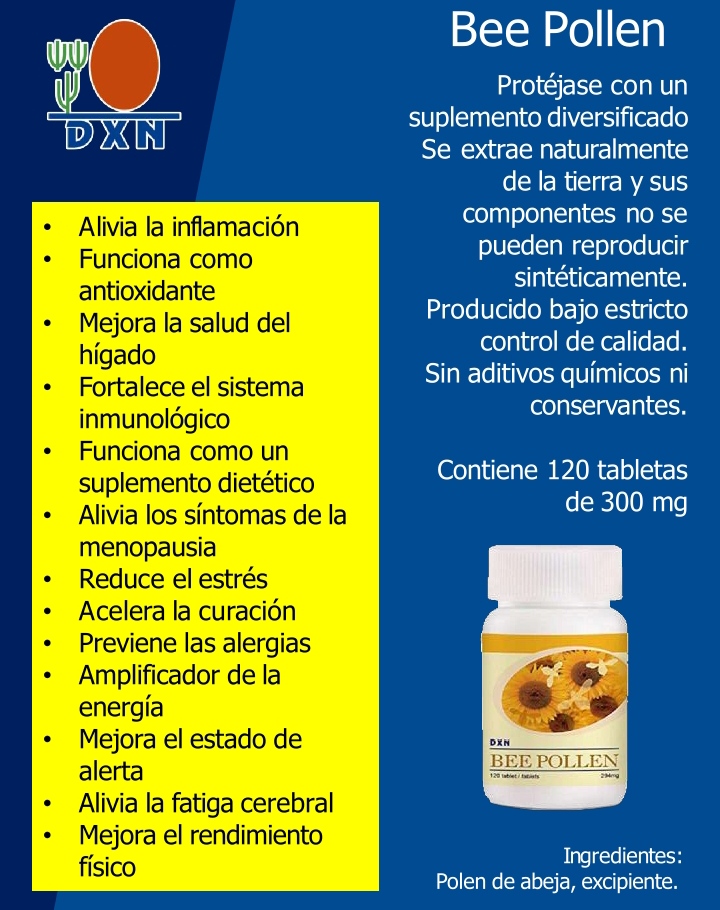 DXN
Bee Pollen
Protéjase con un
suplemento diversificado
Se extrae naturalmente
de la tierra y sus
componentes no se
pueden reproducir
sintéticamente.
Producido bajo estricto
control de calidad.
Sin aditivos químicos ni
conservantes.
Contiene 120 tabletas
de 300 mg
• Alivia la inflamación
• Funciona como
antioxidante
• Mejora la salud del
hígado
• Fortalece el sistema
inmunológico
• Funciona como un
suplemento dietético
• Alivia los síntomas de la
menopausia
• Reduce el estrés
• Acelera la curación
• Previene las alergias
• Amplificador de la
energía
• Mejora el estado de
alerta
• Alivia la fatiga cerebral
• Mejora el rendimiento
físico
DXN
BEE POLLEN
120 tablet / tablets 294mg
Ingredientes:
Polen de abeja, excipiente.